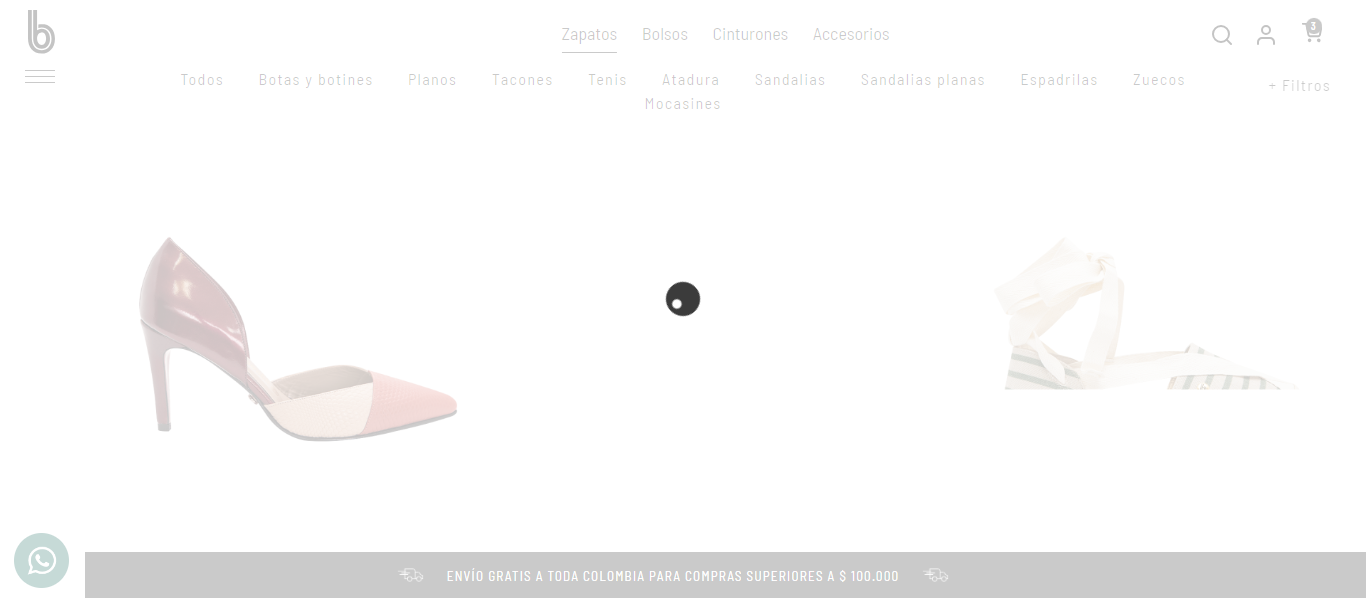 b
Zapatos Bolsos Cinturones Accesorios
3
Todos Botas y botines Planos Tacones Tenis Atadura Sandalias Sandalias planas Espadrilas Zuecos
+ Filtros
Mocasines
ENVÍO GRATIS A TODA COLOMBIA PARA COMPRAS SUPERIORES A $ 100.000